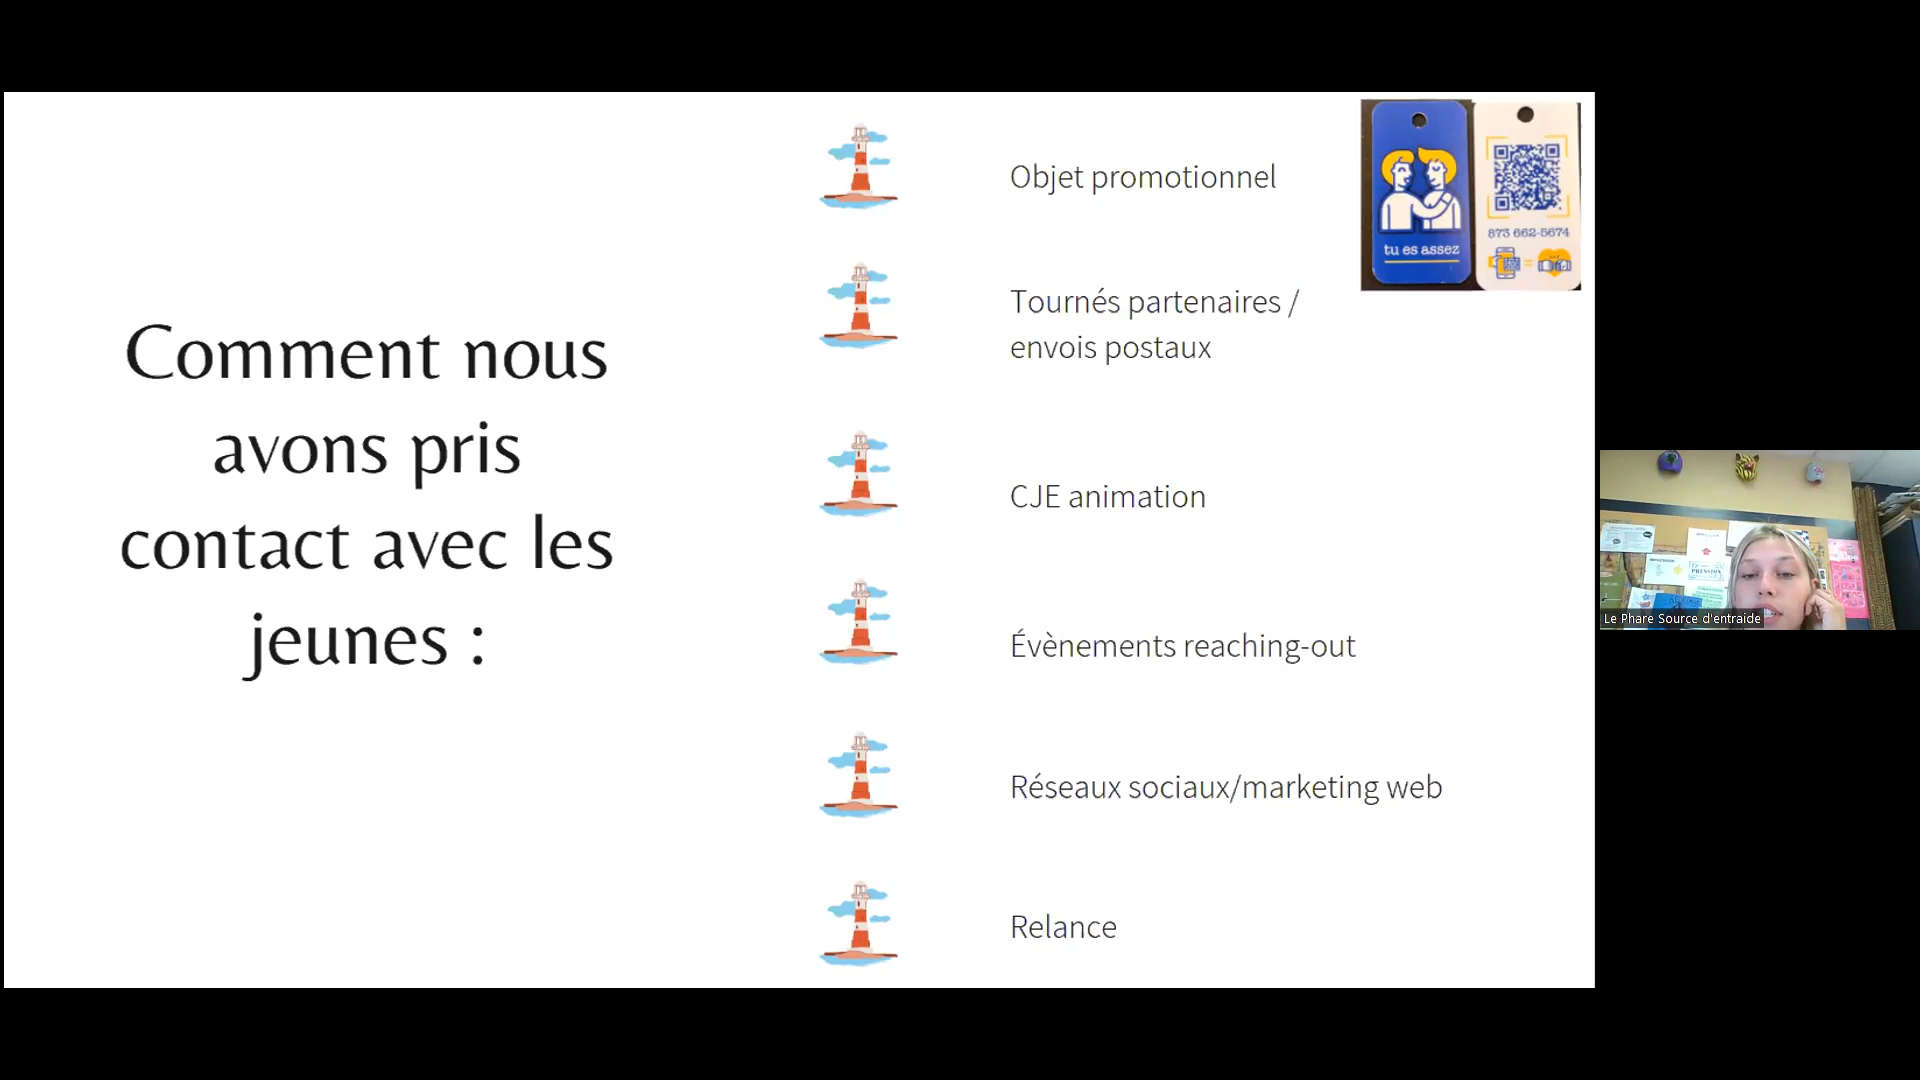 Comment nous
avons pris
contact avec les
jeunes :
Objet promotionnel
Tournés partenaires /
envois postaux
CJE animation
Évènements reaching-out
Réseaux sociaux/marketing web
Relance
tu es assez
873 662-5674
Le Phare Source d'entraide